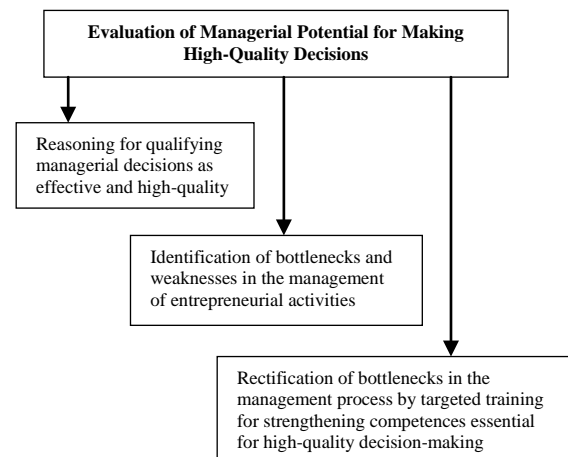 Evaluation of Managerial Potential for Making
High-Quality Decisions
Reasoning for qualifying
managerial decisions as
effective and high-quality
Identification of bottlenecks and
weaknesses in the management
of entrepreneurial activities
Rectification of bottlenecks in the
management process by targeted training
for strengthening competences essential
for high-quality decision-making